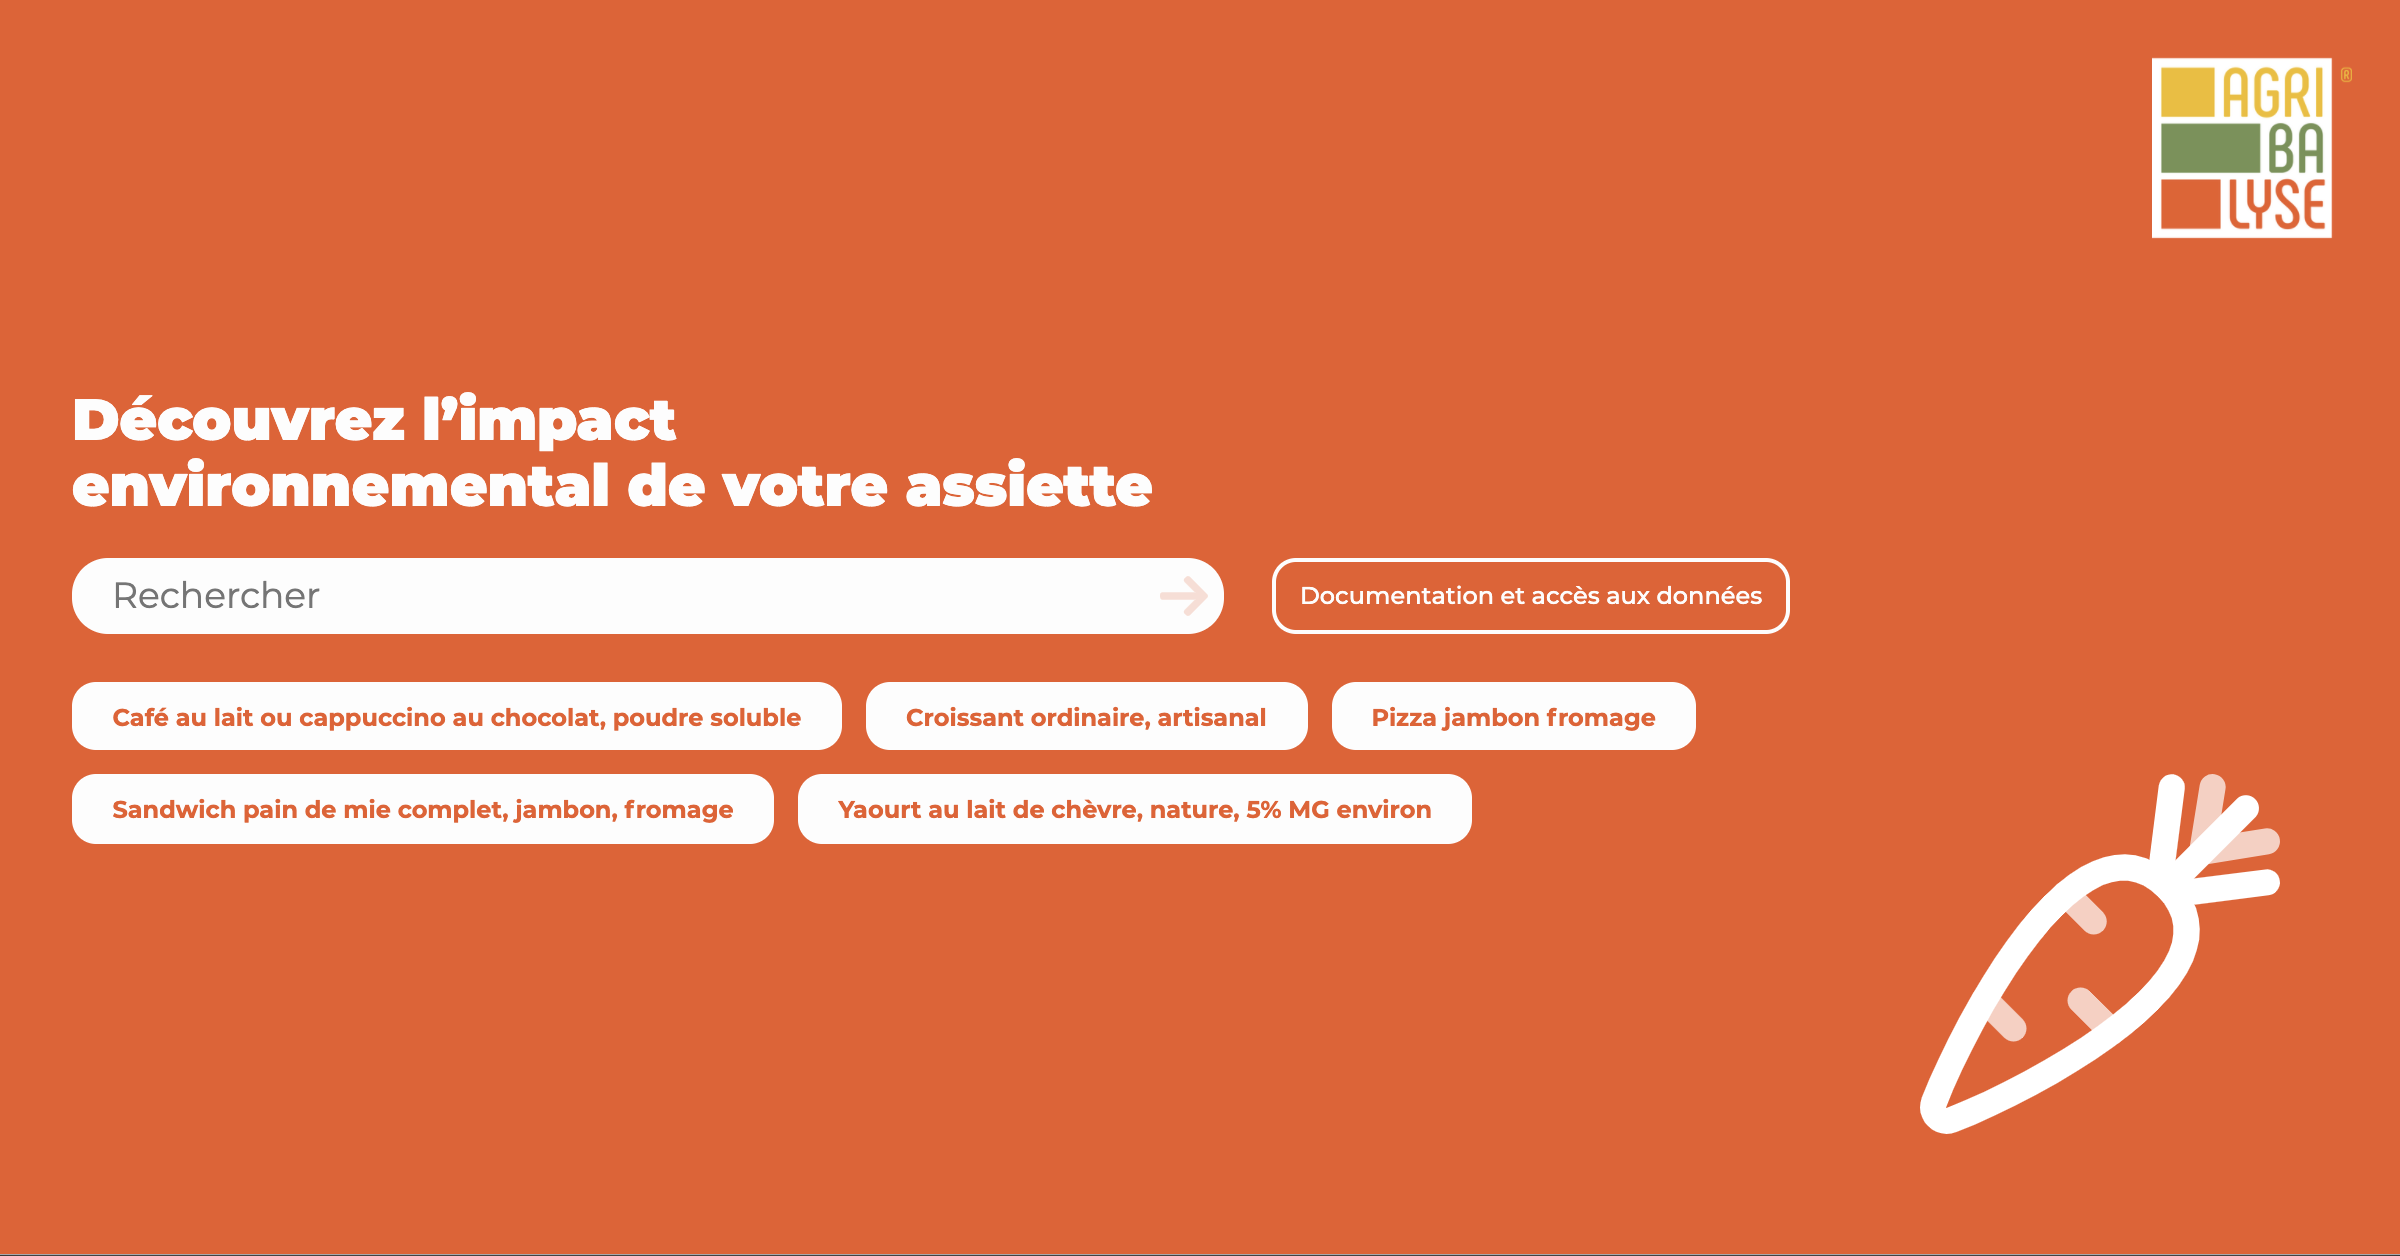 AGRI
BA
LYSE
®
Découvrez l’impact
environnemental de votre assiette
Rechercher
Documentation et accès aux données
Café au lait ou cappuccino au chocolat, poudre soluble
Croissant ordinaire, artisanal
Pizza jambon fromage
Sandwich pain de mie complet, jambon, fromage
Yaourt au lait de chèvre, nature, 5% MG environ